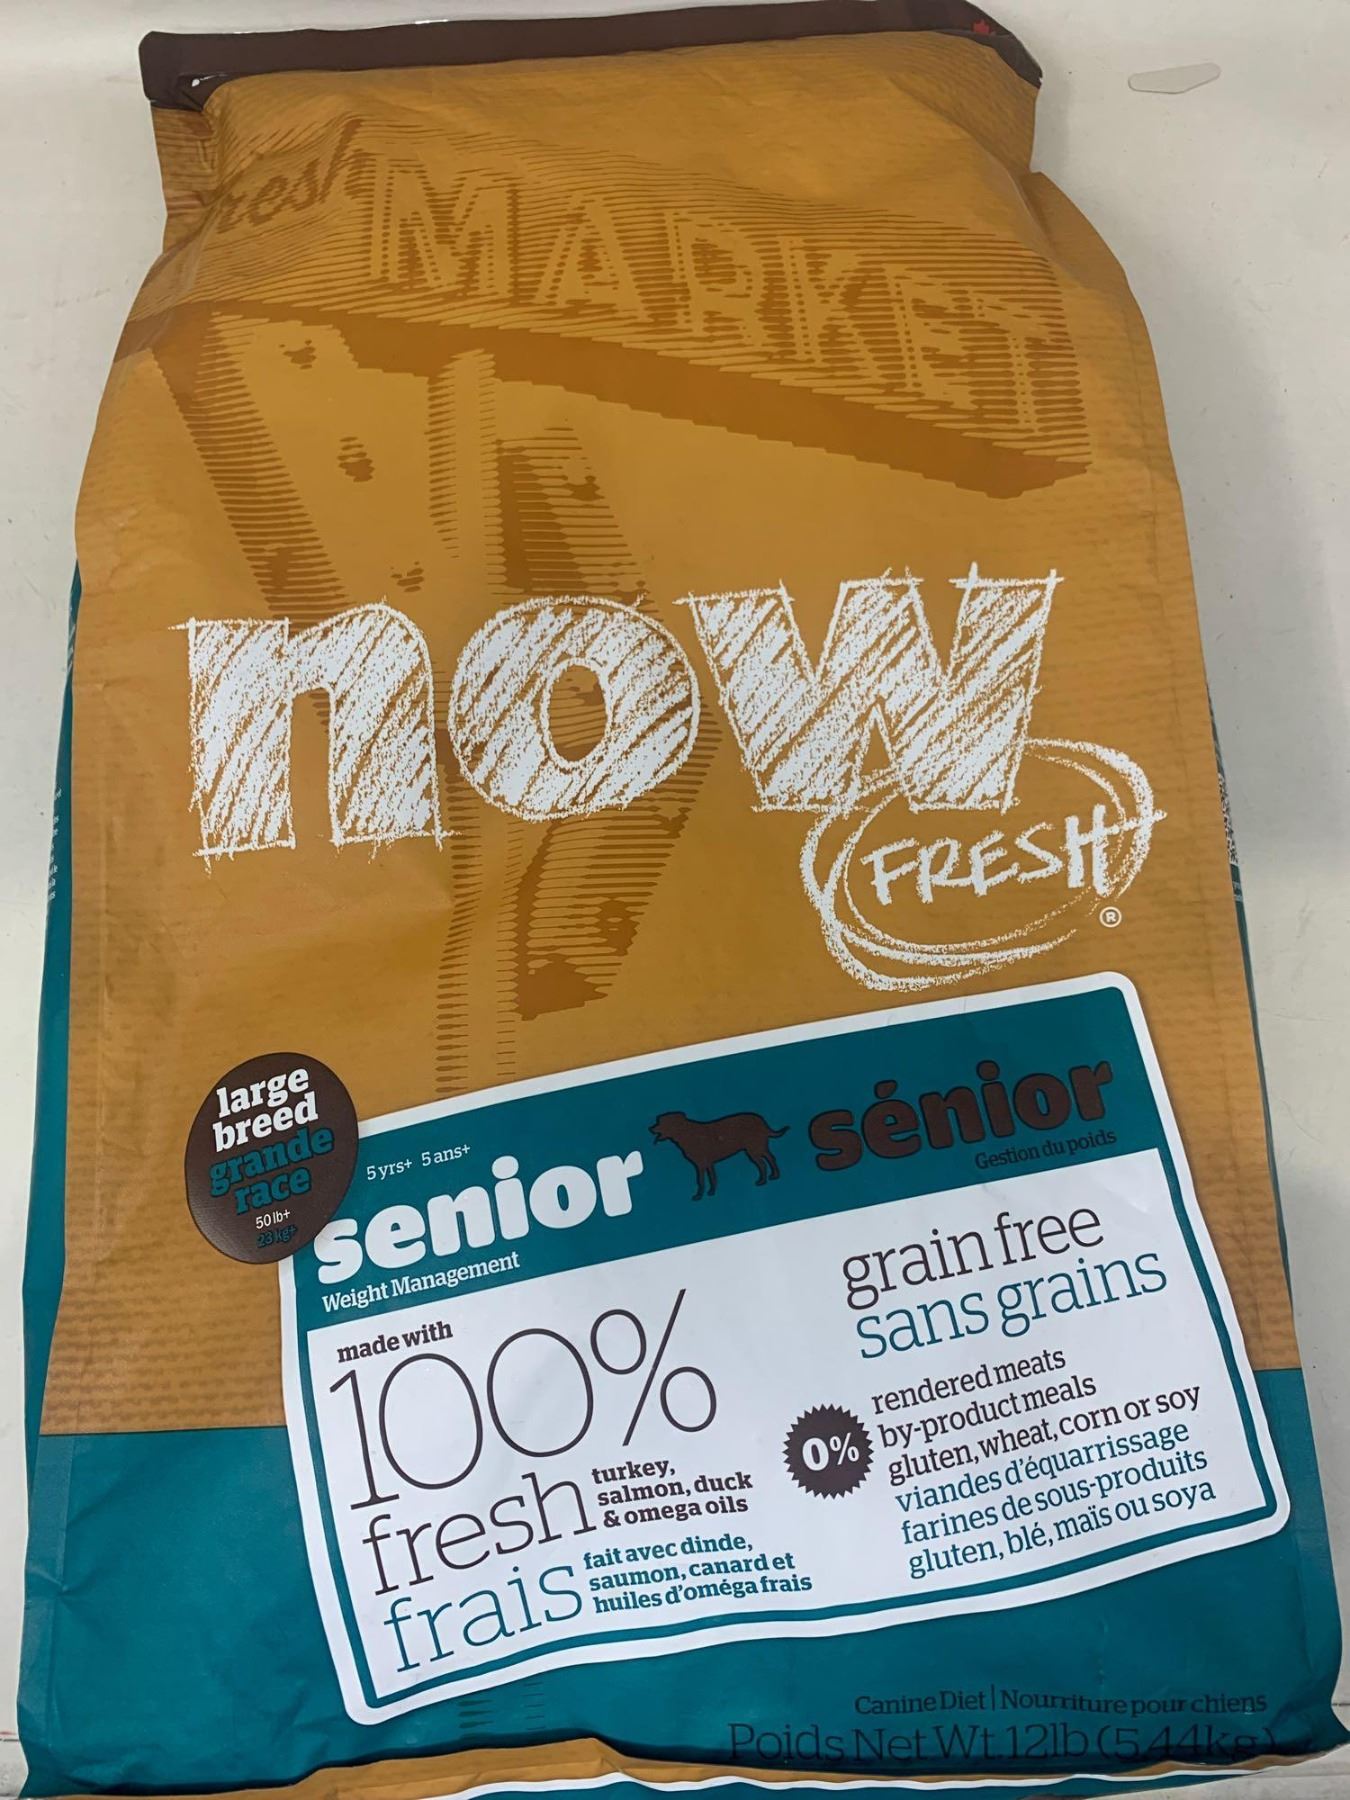 fresh
MARKET
now
FRESH
®
large
breed
grande
race
50 lb+
23 kg+
5 yrs+ 5 ans+
senior
Weight Management
sénior
Gestion du poids
made with
100%
fresh
turkey,
salmon, duck
& omega oils
frais
fait avec dinde,
saumon, canard et
huiles d'oméga frais
grain free
sans grains
0%
rendered meats
by-product meals
gluten, wheat, corn or soy
viandes d'équarrissage
farines de sous-produits
gluten, blé, maïs ou soya
Canine Diet | Nourriture pour chiens
Poids Net Wt. 12lb (5.44kg)